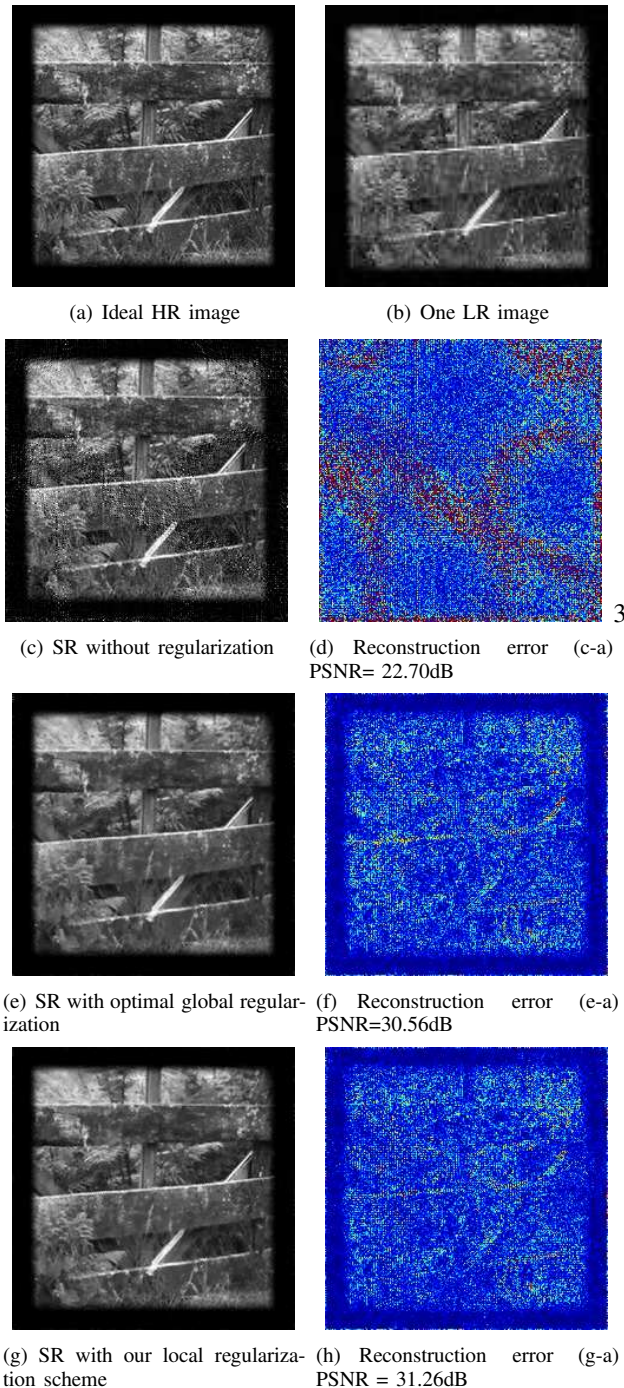 (a) Ideal HR image
(b) One LR image
3
(c) SR without regularization
(d) Reconstruction error (c-a)
PSNR= 22.70dB
(e) SR with optimal global regular-
ization
(f) Reconstruction error (e-a)
PSNR=30.56dB
(g) SR with our local regulariza-
tion scheme
(h) Reconstruction error (g-a)
PSNR = 31.26dB